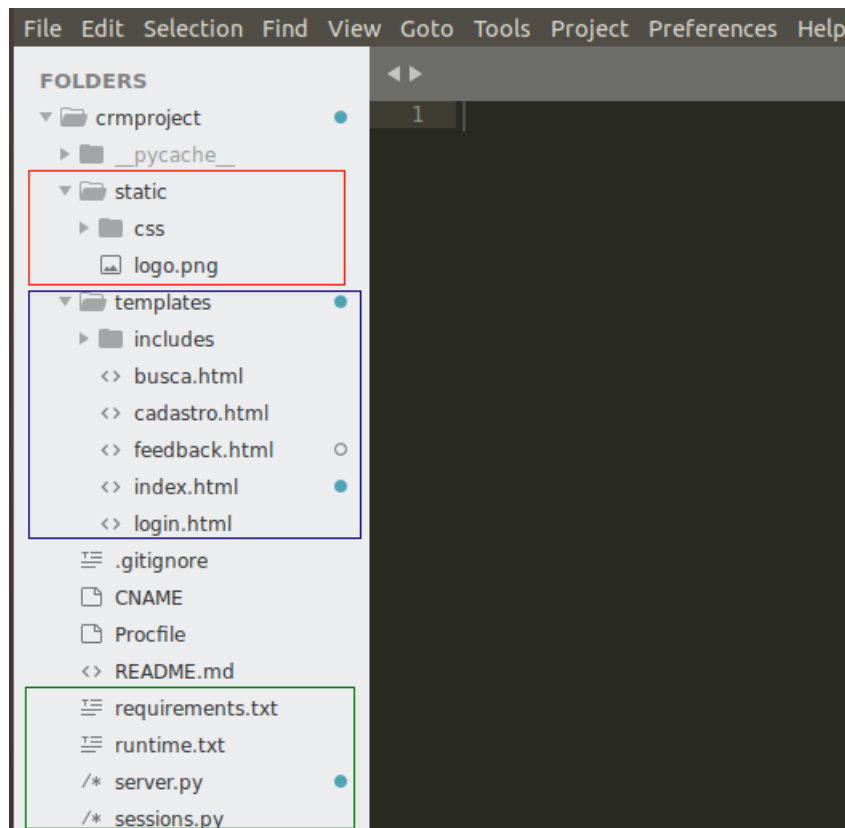 File Edit Selection Find View Goto Tools Project Preferences Help
FOLDERS
crmproject
1
__pycache__
static
css
logo.png
templates
includes
busca.html
cadastro.html
feedback.html
index.html
login.html
.gitignore
CNAME
Procfile
README.md
requirements.txt
runtime.txt
/* server.py
/* sessions.py